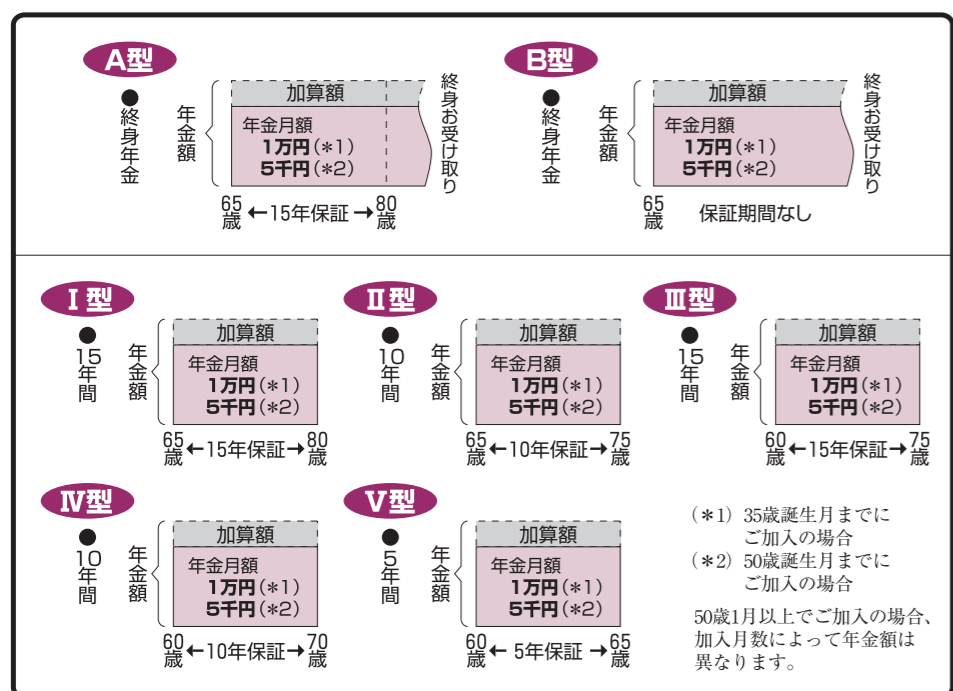 A型
●終身年金
年金額
加算額
年金月額
1万円(*1)
5千円(*2)
終身お受け取り
65歳 ←15年保証→ 80歳
B型
●終身年金
年金額
加算額
年金月額
1万円(*1)
5千円(*2)
終身お受け取り
65歳 保証期間なし
Ⅰ型
●15年間
年金額
加算額
年金月額
1万円(*1)
5千円(*2)
65歳←15年保証→80歳
Ⅱ型
●10年間
年金額
加算額
年金月額
1万円(*1)
5千円(*2)
65歳←10年保証→75歳
Ⅲ型
●15年間
年金額
加算額
年金月額
1万円(*1)
5千円(*2)
60歳←15年保証→75歳
Ⅳ型
●10年間
年金額
加算額
年金月額
1万円(*1)
5千円(*2)
60歳←10年保証→70歳
Ⅴ型
●5年間
年金額
加算額
年金月額
1万円(*1)
5千円(*2)
60歳← 5年保証 →65歳
(*1) 35歳誕生月までに
ご加入の場合
(*2) 50歳誕生月までに
ご加入の場合
50歳1月以上でご加入の場合、
加入月数によって年金額は
異なります。